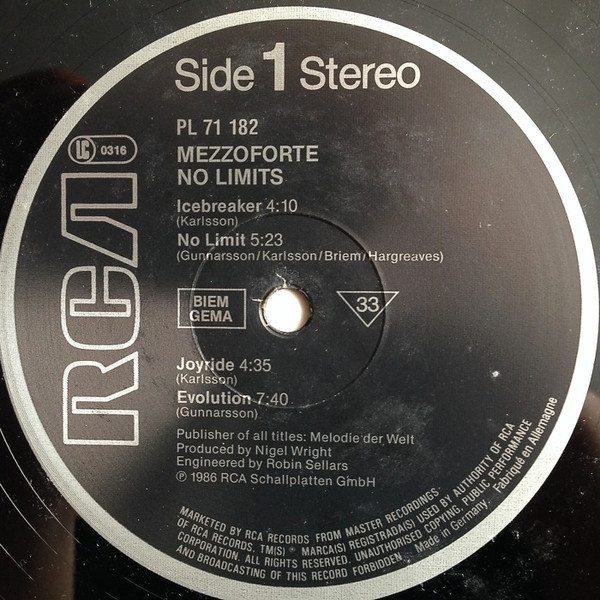 Side 1 Stereo
PL 71 182
LC 0316
MEZZOFORTE
NO LIMITS
Icebreaker 4:10
(Karlsson)
No Limit 5:23
(Gunnarsson/Karlsson/Briem/Hargreaves)
RCA
BIEM
GEMA
33
Joyride 4:35
(Karlsson)
Evolution 7:40
(Gunnarsson)
Publisher of all titles: Melodie der Welt
Produced by Nigel Wright
Engineered by Robin Sellars
℗ 1986 RCA Schallplatten GmbH
MARKETED BY RCA RECORDS FROM MASTER RECORDINGS.
OF RCA RECORDS. TM(S) ® MARCA(S) REGISTRADA(S) USED BY AUTHORITY OF RCA
CORPORATION. ALL RIGHTS RESERVED. UNAUTHORISED COPYING, PUBLIC PERFORMANCE
AND BROADCASTING OF THIS RECORD FORBIDDEN. Made in Germany. Fabriqué en Allemagne